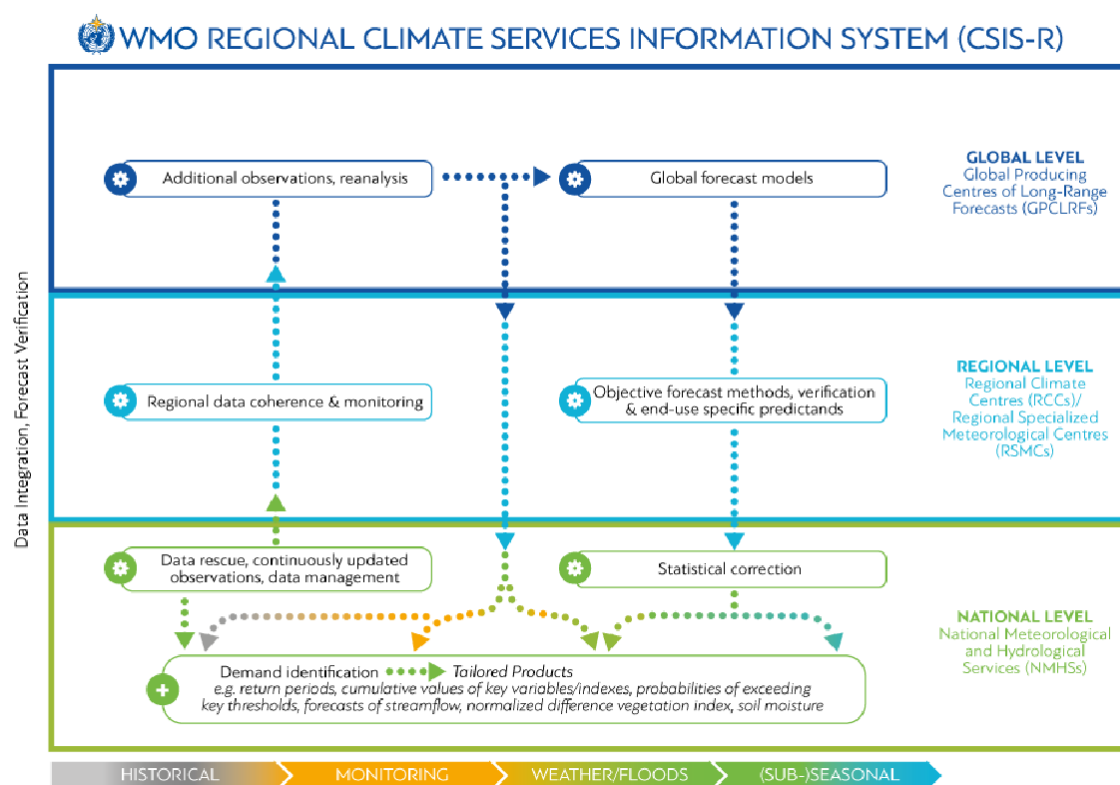 WMO REGIONAL CLIMATE SERVICES INFORMATION SYSTEM (CSIS-R)
Data Integration, Forecast Verification
Additional observations, reanalysis
Global forecast models
GLOBAL LEVEL
Global Producing
Centres of Long-Range
Forecasts (GPCLRFs)
Regional data coherence & monitoring
Objective forecast methods, verification
& end-use specific predictands
REGIONAL LEVEL
Regional Climate
Centres (RCCs)/
Regional Specialized
Meteorological Centres
(RSMCs)
Data rescue, continuously updated
observations, data management
Statistical correction
NATIONAL LEVEL
National Meteorological
and Hydrological
Services (NMHSs)
Demand identification
Tailored Products
e.g. return periods, cumulative values of key variables/indexes, probabilities of exceeding
key thresholds, forecasts of streamflow, normalized difference vegetation index, soil moisture
HISTORICAL
MONITORING
WEATHER/FLOODS
(SUB-)SEASONAL